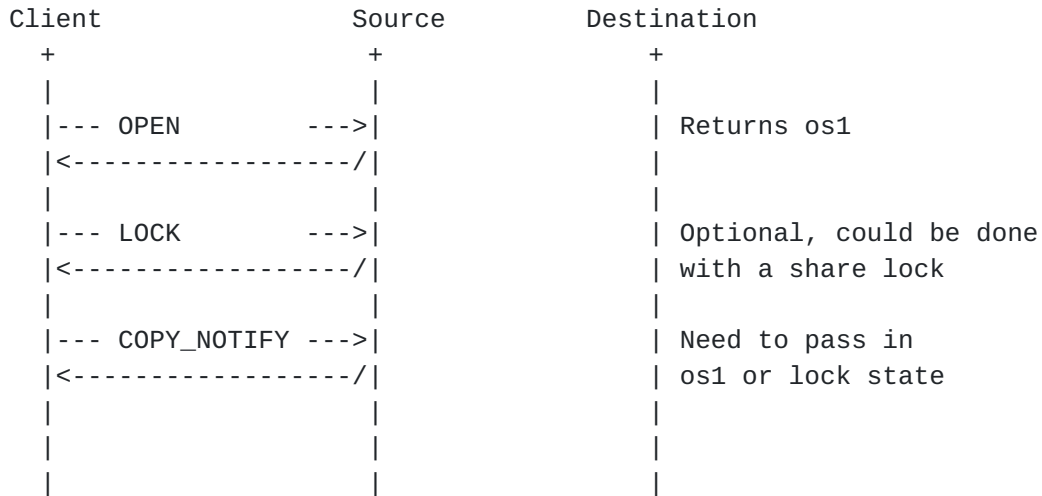 Client                Source         Destination
  +                     +                  +
  |                     |                  |
  |--- OPEN        --->|                  | Returns os1
  |<------------------/|                  |
  |                     |                  |
  |--- LOCK        --->|                  | Optional, could be done
  |<------------------/|                  | with a share lock
  |                     |                  |
  |--- COPY_NOTIFY --->|                  | Need to pass in
  |<------------------/|                  | os1 or lock state
  |                     |                  |
  |                     |                  |
  |                     |                  |